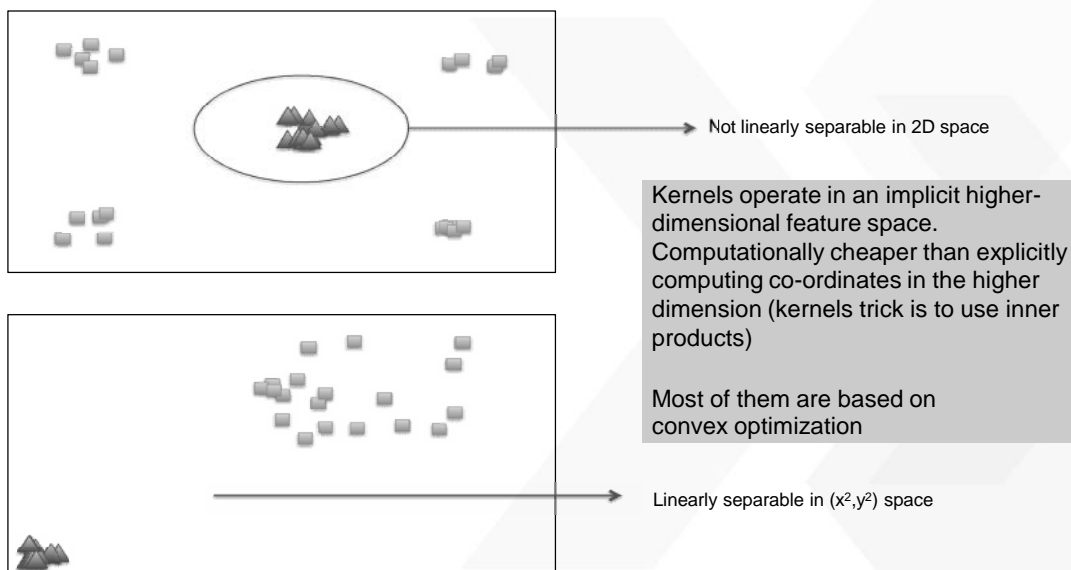 Not linearly separable in 2D space
Kernels operate in an implicit higher-
dimensional feature space.
Computationally cheaper than explicitly
computing co-ordinates in the higher
dimension (kernels trick is to use inner
products)
Most of them are based on
convex optimization
Linearly separable in (x²,y²) space